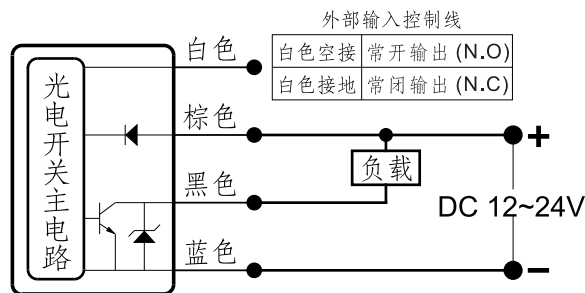 外部输入控制线
白色空接 常开输出 (N.O)
白色接地 常闭输出 (N.C)
白色
棕色
黑色
蓝色
光电开关主电路
负载
+
DC 12~24V
−